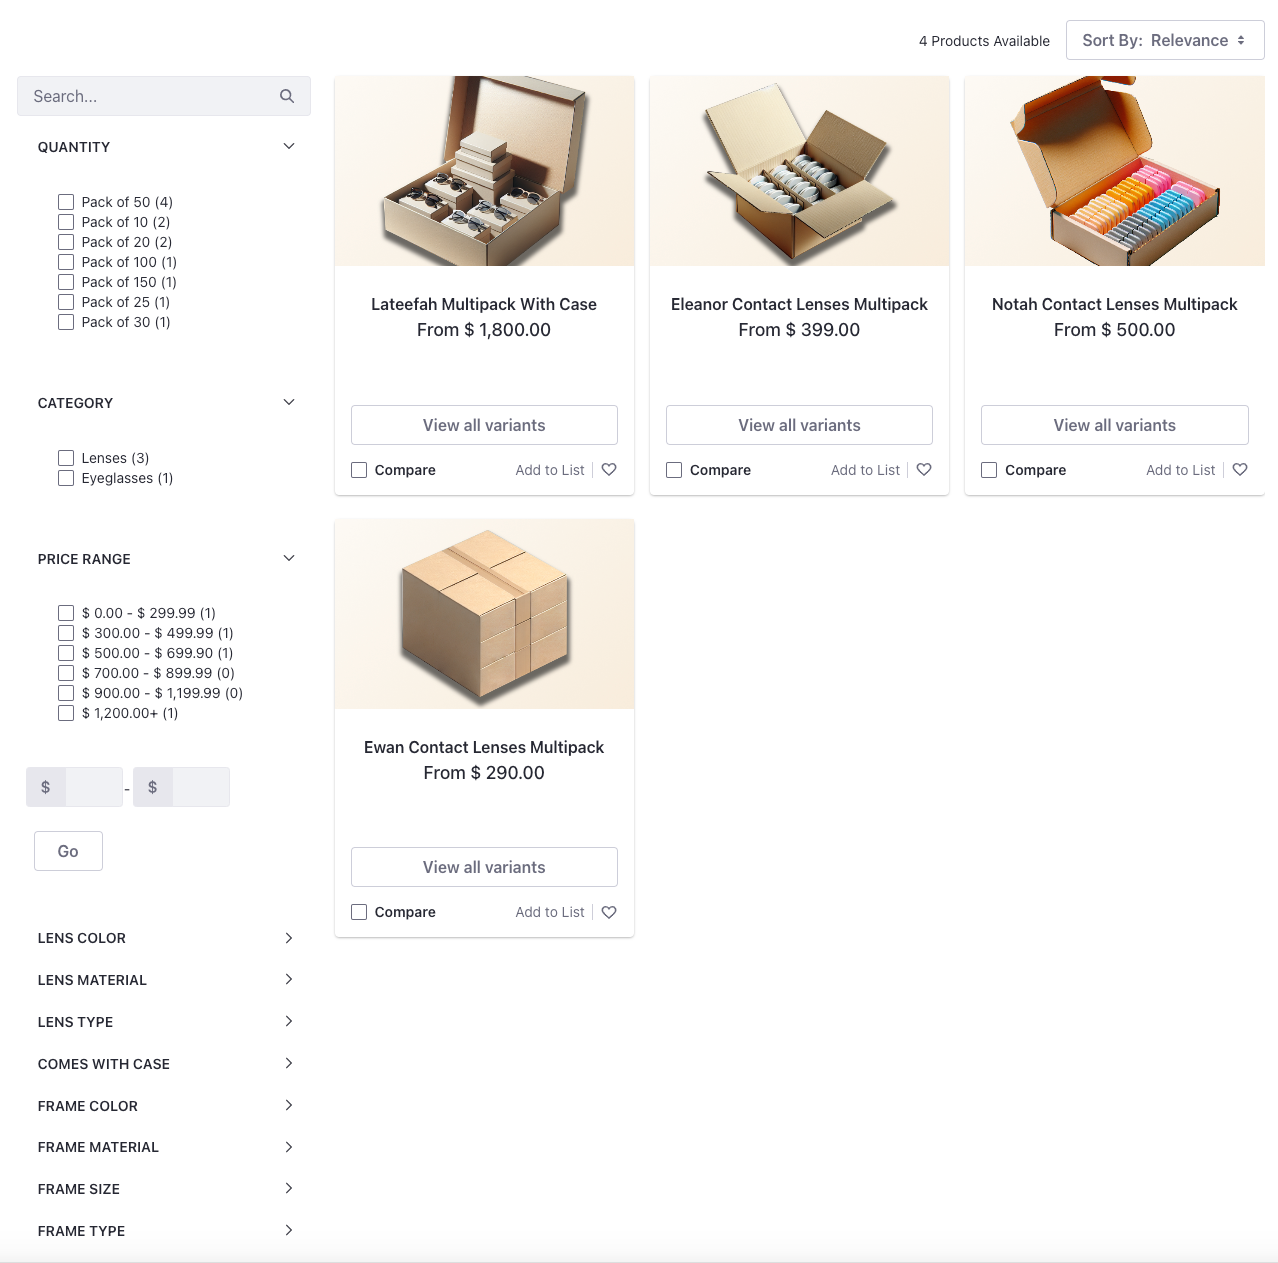 4 Products Available
Sort By: Relevance
Search...
QUANTITY
Pack of 50 (4)
Pack of 10 (2)
Pack of 20 (2)
Pack of 100 (1)
Pack of 150 (1)
Pack of 25 (1)
Pack of 30 (1)
CATEGORY
Lenses (3)
Eyeglasses (1)
PRICE RANGE
$ 0.00 - $ 299.99 (1)
$ 300.00 - $ 499.99 (1)
$ 500.00 - $ 699.90 (1)
$ 700.00 - $ 899.99 (0)
$ 900.00 - $ 1,199.99 (0)
$ 1,200.00+ (1)
$ - $
Go
LENS COLOR
LENS MATERIAL
LENS TYPE
COMES WITH CASE
FRAME COLOR
FRAME MATERIAL
FRAME SIZE
FRAME TYPE
Lateefah Multipack With Case
From $ 1,800.00
View all variants
Compare Add to List
Eleanor Contact Lenses Multipack
From $ 399.00
View all variants
Compare Add to List
Notah Contact Lenses Multipack
From $ 500.00
View all variants
Compare Add to List
Ewan Contact Lenses Multipack
From $ 290.00
View all variants
Compare Add to List